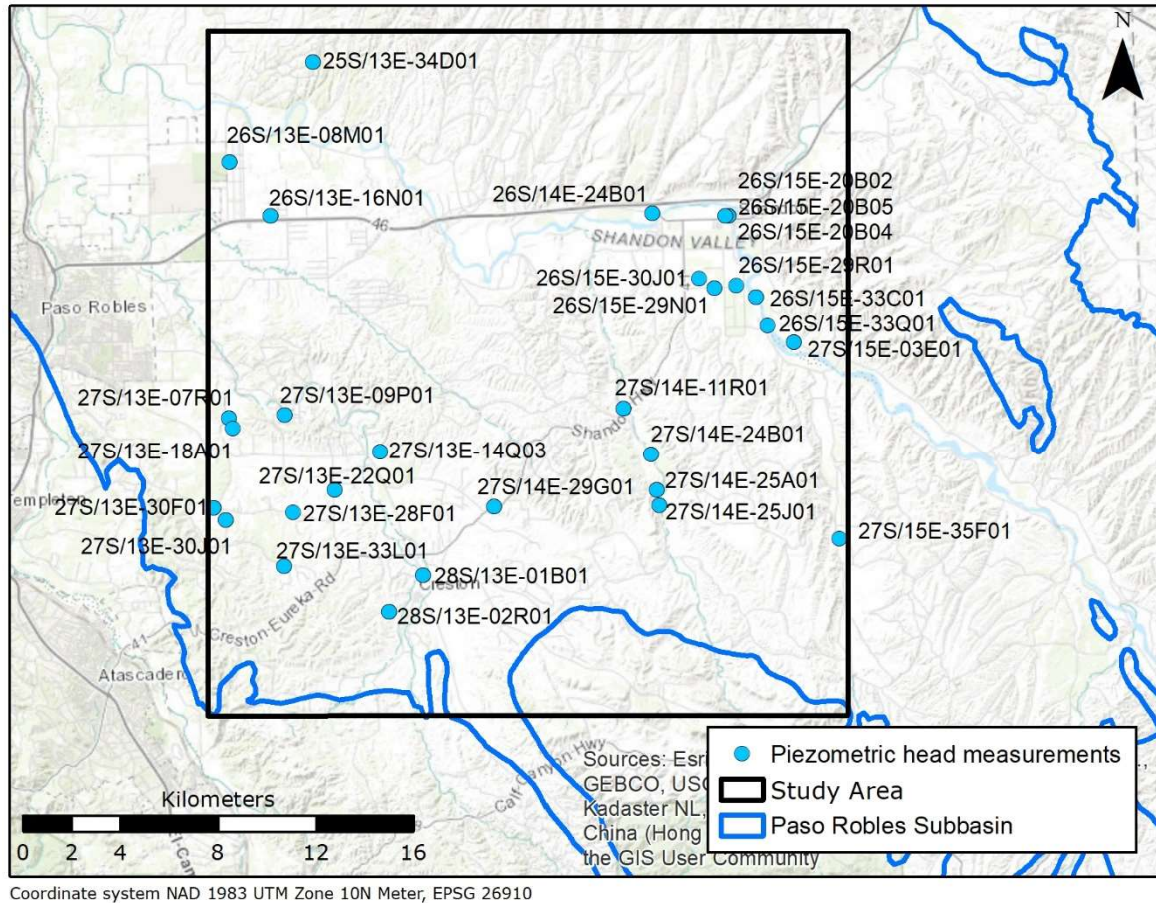 N
25S/13E-34D01
26S/13E-08M01
26S/13E-16N01
46
26S/14E-24B01
26S/15E-20B02
26S/15E-20B05
26S/15E-20B04
SHANDON VALLEY
26S/15E-30J01
26S/15E-29R01
26S/15E-29N01
26S/15E-33C01
26S/15E-33Q01
27S/15E-03E01
Paso Robles
27S/13E-07R01
27S/13E-09P01
27S/14E-11R01
27S/13E-18A01
27S/13E-14Q03
27S/14E-24B01
27S/13E-22Q01
27S/14E-25A01
27S/13E-30F01
27S/13E-28F01
27S/14E-29G01
27S/14E-25J01
27S/13E-30J01
27S/15E-35F01
27S/13E-33L01
28S/13E-01B01
Creston
28S/13E-02R01
Creston Eureka Rd
41
Atascadero
Calf Canyon Hwy
Kilometers
0 2 4 8 12 16
Sources: Esri
GEBCO, USG
Kadaster NL,
China (Hong
the GIS User Community
Piezometric head measurements
Study Area
Paso Robles Subbasin
Coordinate system NAD 1983 UTM Zone 10N Meter, EPSG 26910